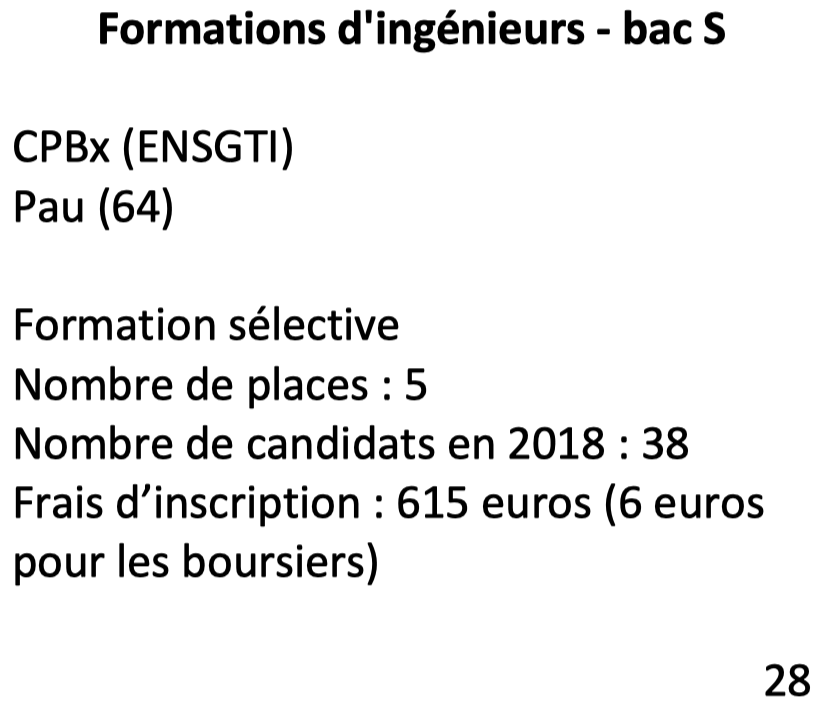 Formations d'ingénieurs - bac S
CPBx (ENSGTI)
Pau (64)
Formation sélective
Nombre de places : 5
Nombre de candidats en 2018 : 38
Frais d’inscription : 615 euros (6 euros
pour les boursiers)
28